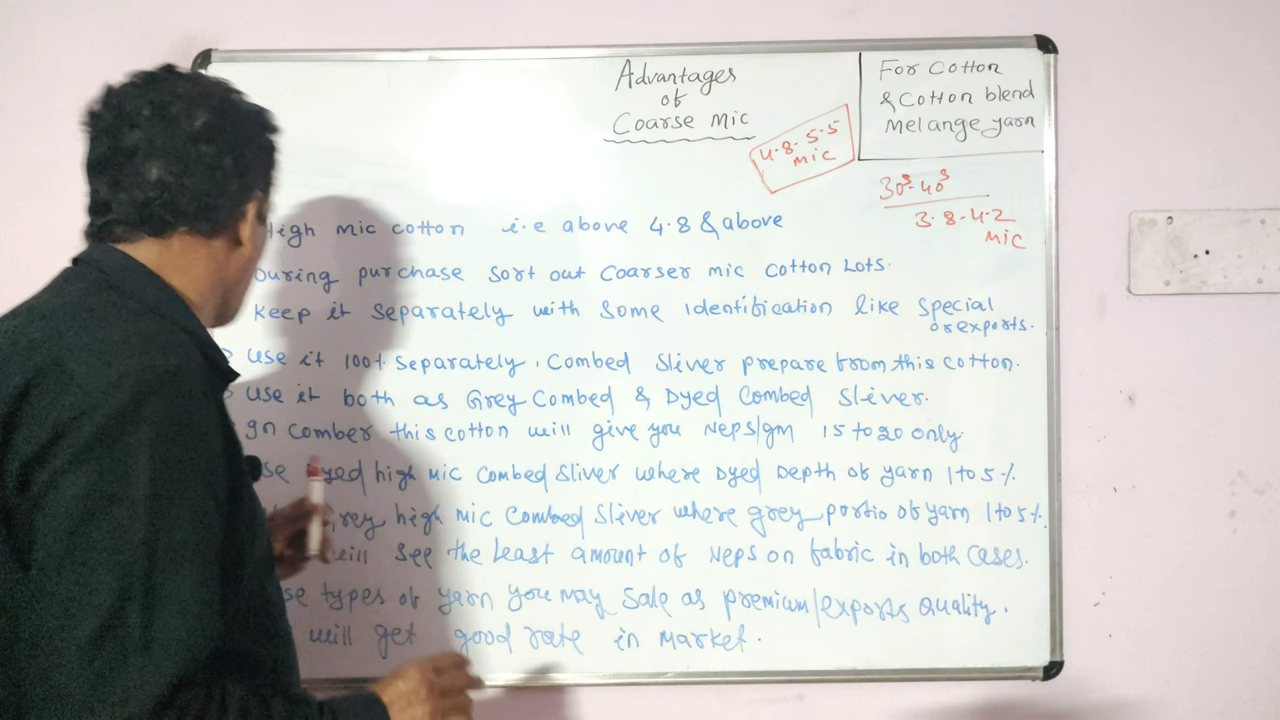 Advantages
of
Coarse Mic
For Cotton
& Cotton blend
Melange yarn
4.8-5.5
Mic
30s-40s
3.8-4.2
Mic
High mic cotton i.e above 4.8 & above
During purchase sort out coarser mic cotton Lots.
Keep it separately with some identification like special
or exports.
Use it 100% separately. Combed Sliver prepare from this cotton.
Use it both as Grey Combed & Dyed Combed Sliver.
In comber this cotton will give you Neps/gm 15 to 20 only.
Dyed high Mic Combed Sliver where Dyed Depth of yarn 1 to 5%
Grey high mic Combed Sliver where grey portio of yarn 1 to 5%.
will see the Least amount of Neps on fabric in both cases.
types of yarn you may Sale as premium/exports Quality.
will get good rate in Market.